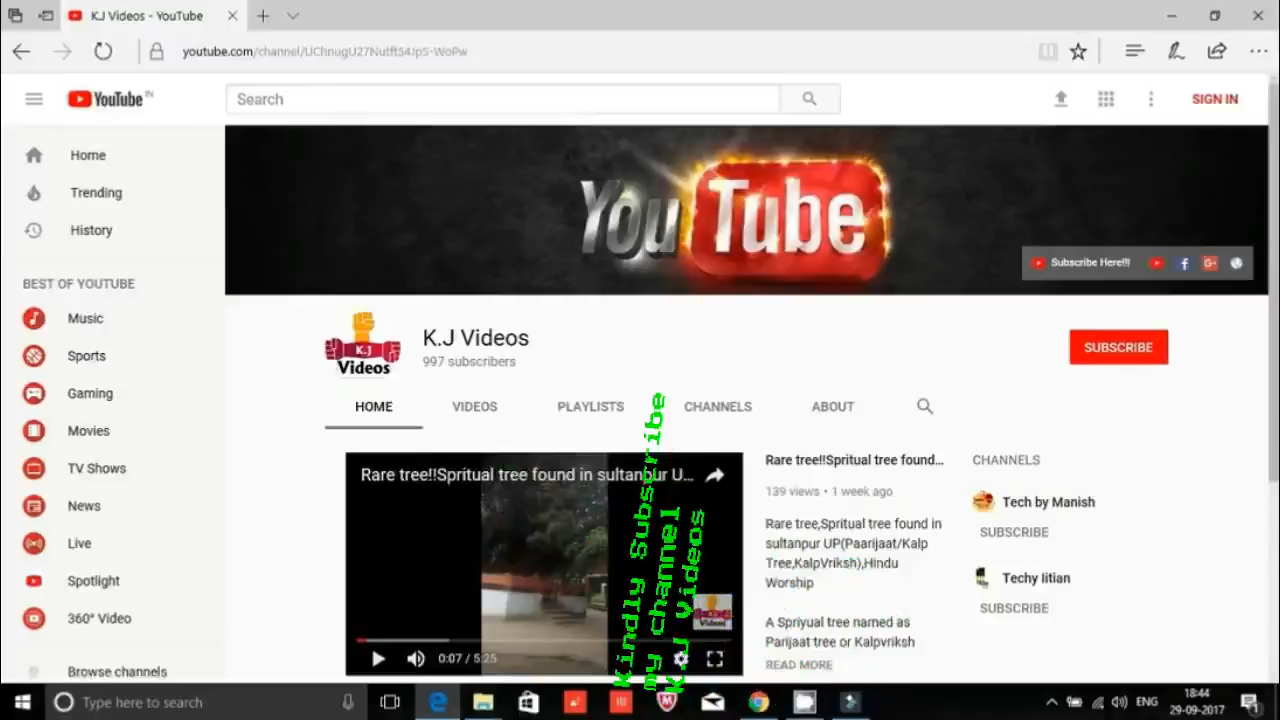 K.J Videos - YouTube
youtube.com/channel/UChnugU27Nutft54JpS-WoPw
YouTube IN
Search
SIGN IN
Home
Trending
History
BEST OF YOUTUBE
Music
Sports
Gaming
Movies
TV Shows
News
Live
Spotlight
360° Video
Browse channels
YouTube
Subscribe Here!!!
K.J
Videos
K.J Videos
997 subscribers
SUBSCRIBE
HOME
VIDEOS
PLAYLISTS
CHANNELS
ABOUT
Rare tree!!Spritual tree found in sultanpur U...
0:07 / 5:25
Kindly Subscribe
my channel
K.J Videos
Rare tree!!Spritual tree found...
139 views • 1 week ago
Rare tree,Spritual tree found in
sultanpur UP(Paarijaat/Kalp
Tree,KalpVriksh),Hindu
Worship
A Spriyual tree named as
Parijaat tree or Kalpvriksh
READ MORE
CHANNELS
Tech by Manish
SUBSCRIBE
Techy Iitian
SUBSCRIBE
Type here to search
ENG
18:44
29-09-2017